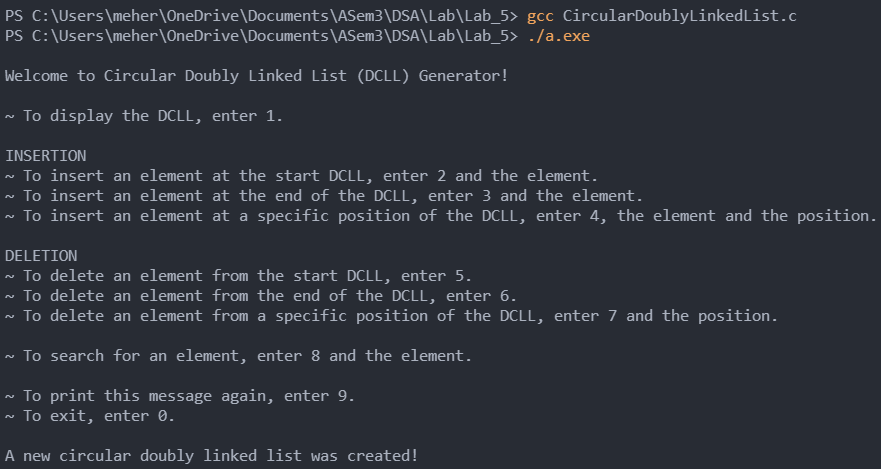 PS C:\Users\meher\OneDrive\Documents\ASem3\DSA\Lab\Lab_5> gcc CircularDoublyLinkedList.c
PS C:\Users\meher\OneDrive\Documents\ASem3\DSA\Lab\Lab_5> ./a.exe
Welcome to Circular Doubly Linked List (DCLL) Generator!
~ To display the DCLL, enter 1.
INSERTION
~ To insert an element at the start DCLL, enter 2 and the element.
~ To insert an element at the end of the DCLL, enter 3 and the element.
~ To insert an element at a specific position of the DCLL, enter 4, the element and the position.
DELETION
~ To delete an element from the start DCLL, enter 5.
~ To delete an element from the end of the DCLL, enter 6.
~ To delete an element from a specific position of the DCLL, enter 7 and the position.
~ To search for an element, enter 8 and the element.
~ To print this message again, enter 9.
~ To exit, enter 0.
A new circular doubly linked list was created!